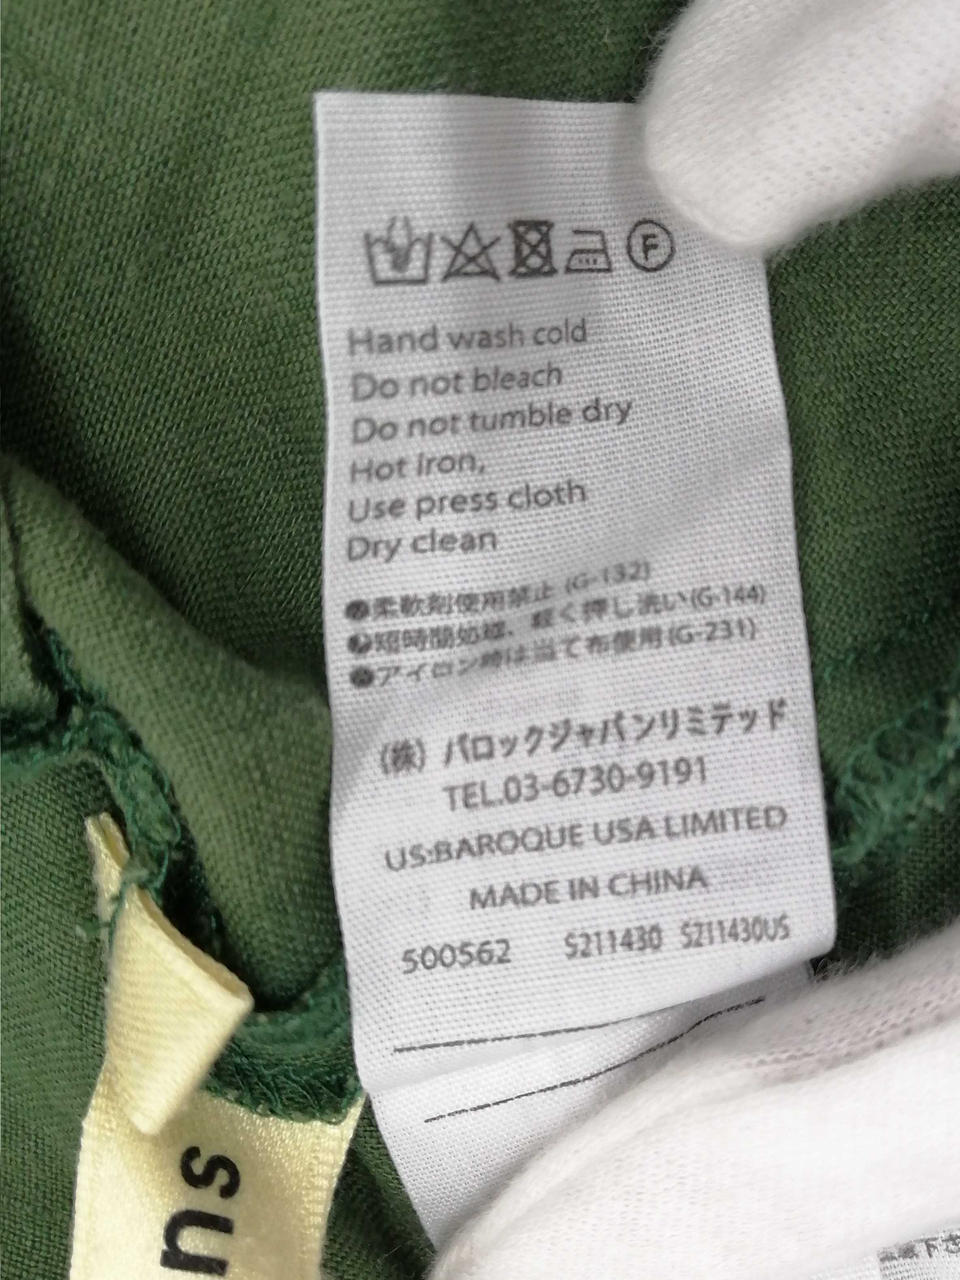 F
Hand wash cold
Do not bleach
Do not tumble dry
Hot iron,
Use press cloth
Dry clean
●柔軟剤使用禁止 (G-132)
●短時間処理、軽く押し洗い(G-144)
●アイロン時は当て布使用(G-231)
(株) バロックジャパンリミテッド
TEL.03-6730-9191
US:BAROQUE USA LIMITED
MADE IN CHINA
500562 S211430 S211430US
ns